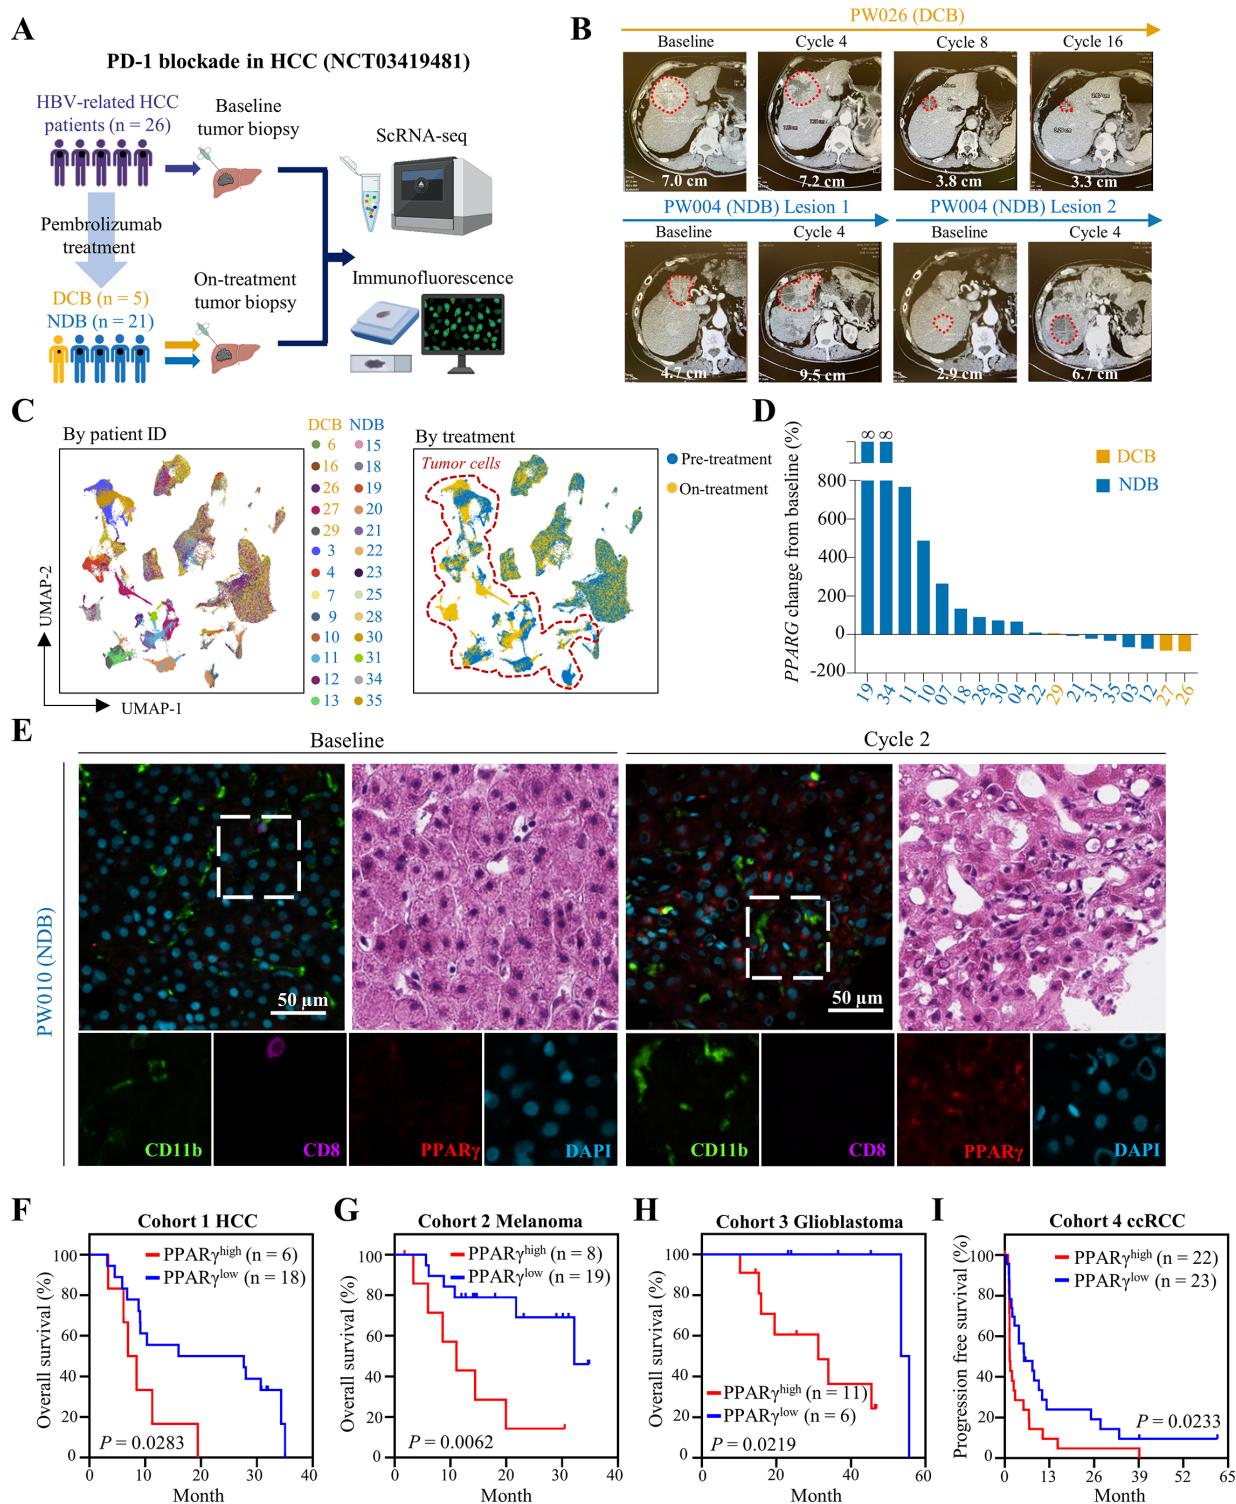 A
PD-1 blockade in HCC (NCT03419481)
HBV-related HCC
patients (n = 26)
Baseline
tumor biopsy
ScRNA-seq
Pembrolizumab
treatment
On-treatment
tumor biopsy
Immunofluorescence
DCB (n = 5)
NDB (n = 21)
B
PW026 (DCB)
Baseline
Cycle 4
Cycle 8
Cycle 16
7.0 cm
7.2 cm
3.8 cm
3.3 cm
PW004 (NDB) Lesion 1
PW004 (NDB) Lesion 2
Baseline
Cycle 4
Baseline
Cycle 4
4.7 cm
9.5 cm
2.9 cm
6.7 cm
C
By patient ID
UMAP-2
UMAP-1
DCB NDB
6 15
16 18
26 19
27 20
29 21
3 22
4 23
7 25
9 28
10 30
11 31
12 34
13 35
By treatment
Tumor cells
Pre-treatment
On-treatment
D
PPARG change from baseline (%)
∞ ∞
800
600
400
200
0
-200
DCB
NDB
19 34 11 10 07 18 28 30 04 22 29 21 31 35 03 12 27 26
E
Baseline
Cycle 2
PW010 (NDB)
50 µm
50 µm
CD11b
CD8
PPARγ
DAPI
CD11b
CD8
PPARγ
DAPI
F
Cohort 1 HCC
PPARγhigh (n = 6)
PPARγlow (n = 18)
Overall survival (%)
100
80
60
40
20
0
P = 0.0283
0 10 20 30 40
Month
G
Cohort 2 Melanoma
PPARγhigh (n = 8)
PPARγlow (n = 19)
Overall survival (%)
100
80
60
40
20
0
P = 0.0062
0 10 20 30 40
Month
H
Cohort 3 Glioblastoma
Overall survival (%)
100
80
60
40
20
0
PPARγhigh (n = 11)
PPARγlow (n = 6)
P = 0.0219
0 20 40 60
Month
I
Cohort 4 ccRCC
PPARγhigh (n = 22)
PPARγlow (n = 23)
Progression free survival (%)
100
80
60
40
20
0
P = 0.0233
0 13 26 39 52 65
Month